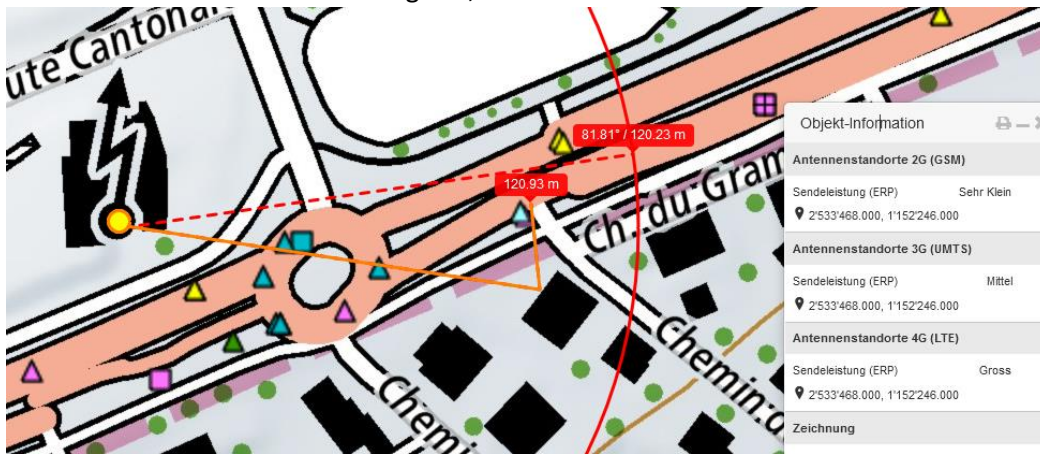 ute Cantonal
81.81° / 120.23 m
120.93 m
Ch. du Gram
Chemin d
Chemi
Objekt-Information
Antennenstandorte 2G (GSM)
Sendeleistung (ERP) Sehr Klein
2'533'468.000, 1'152'246.000
Antennenstandorte 3G (UMTS)
Sendeleistung (ERP) Mittel
2'533'468.000, 1'152'246.000
Antennenstandorte 4G (LTE)
Sendeleistung (ERP) Gross
2'533'468.000, 1'152'246.000
Zeichnung